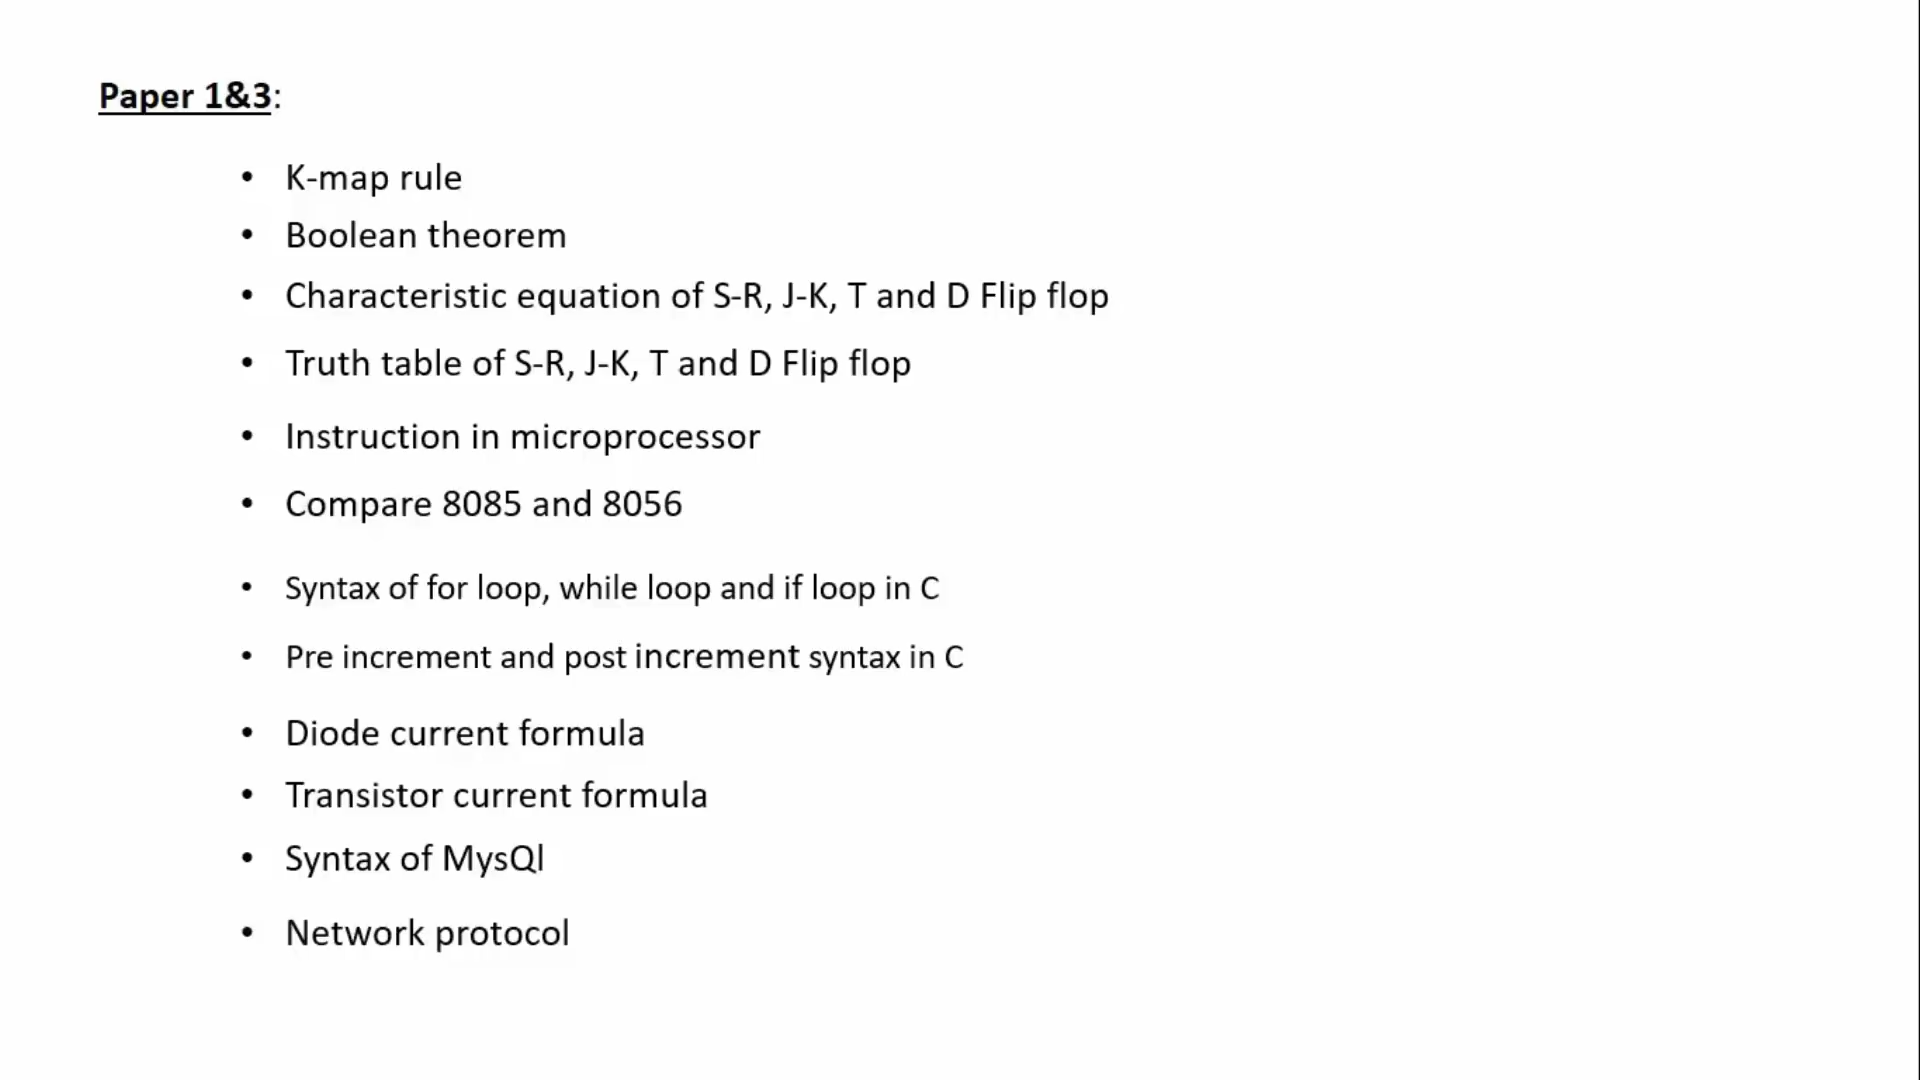 Paper 1&3:
• K-map rule
• Boolean theorem
• Characteristic equation of S-R, J-K, T and D Flip flop
• Truth table of S-R, J-K, T and D Flip flop
• Instruction in microprocessor
• Compare 8085 and 8056
• Syntax of for loop, while loop and if loop in C
• Pre increment and post increment syntax in C
• Diode current formula
• Transistor current formula
• Syntax of MysQl
• Network protocol